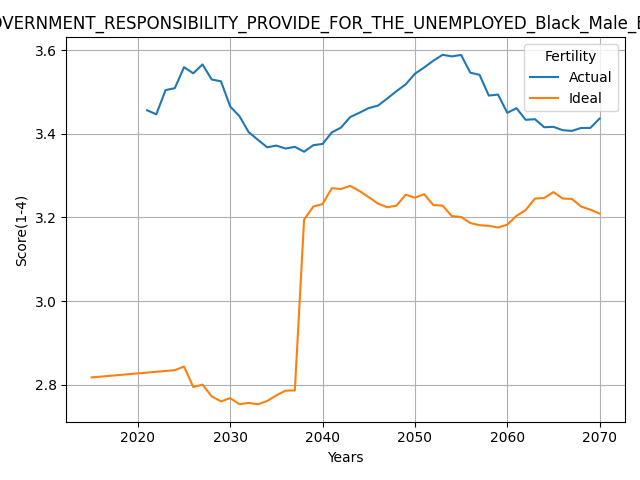 OVERNMENT_RESPONSIBILITY_PROVIDE_FOR_THE_UNEMPLOYED_Black_Male_
3.6
3.4
3.2
3.0
2.8
Score(1-4)
Fertility
Actual
Ideal
2020 2030 2040 2050 2060 2070
Years